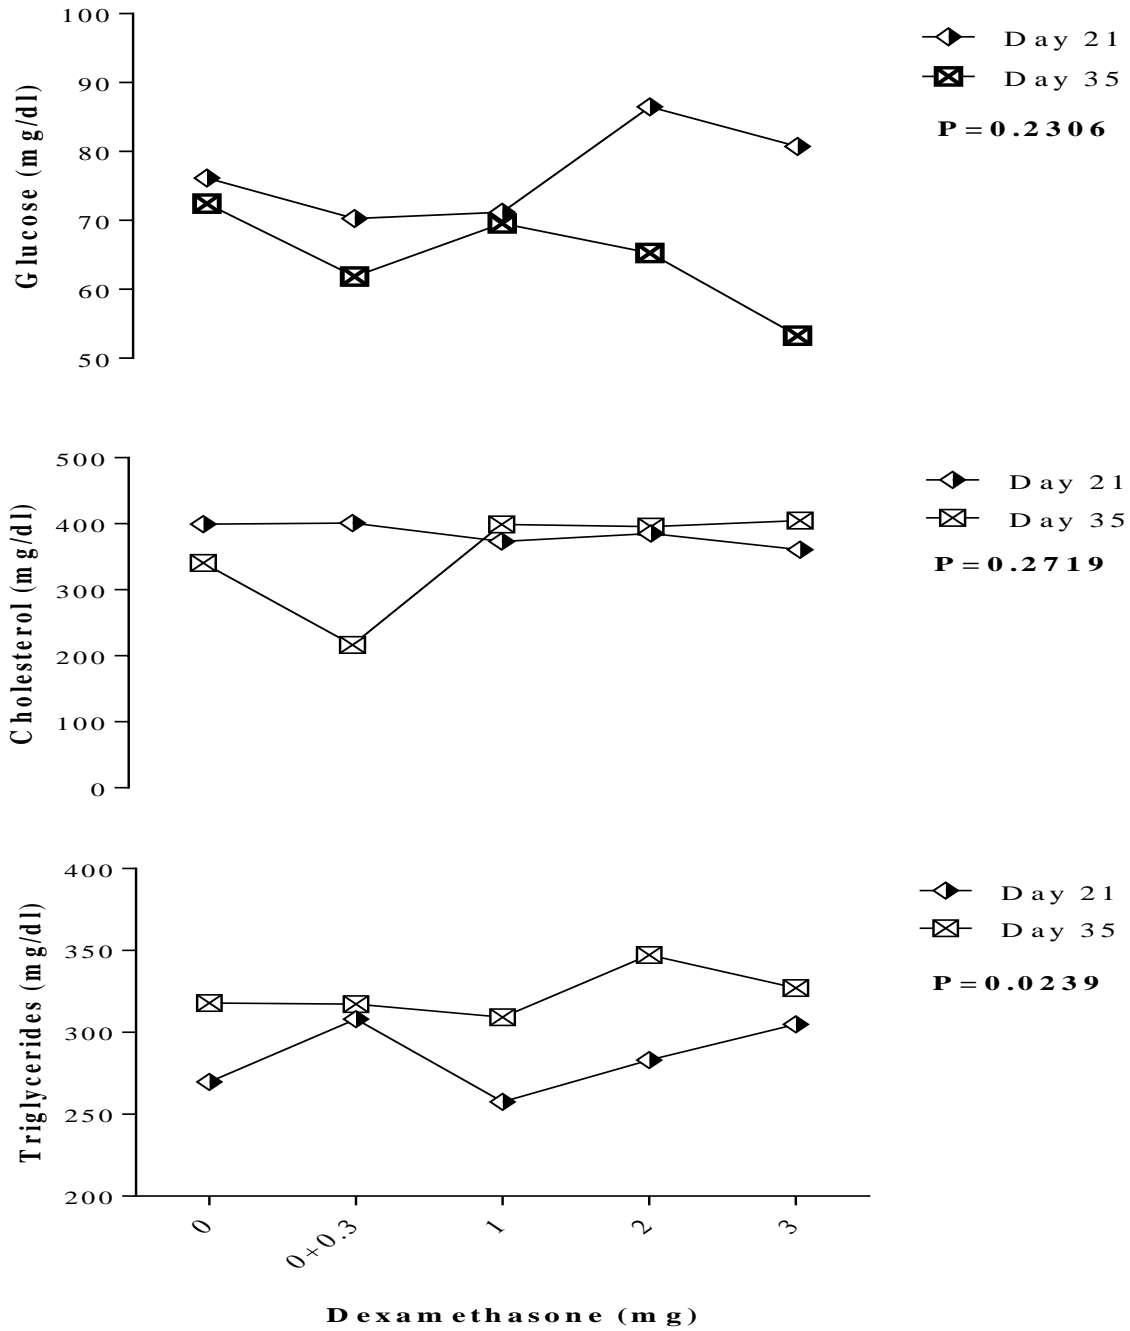 100
90
80
70
60
50
Glucose (mg/dl)
Day 21
Day 35
P=0.2306
500
400
300
200
100
0
Cholesterol (mg/dl)
Day 21
Day 35
P=0.2719
400
350
300
250
200
Triglycerides (mg/dl)
Day 21
Day 35
P=0.0239
0
0+0.3
1
2
3
Dexamethasone (mg)